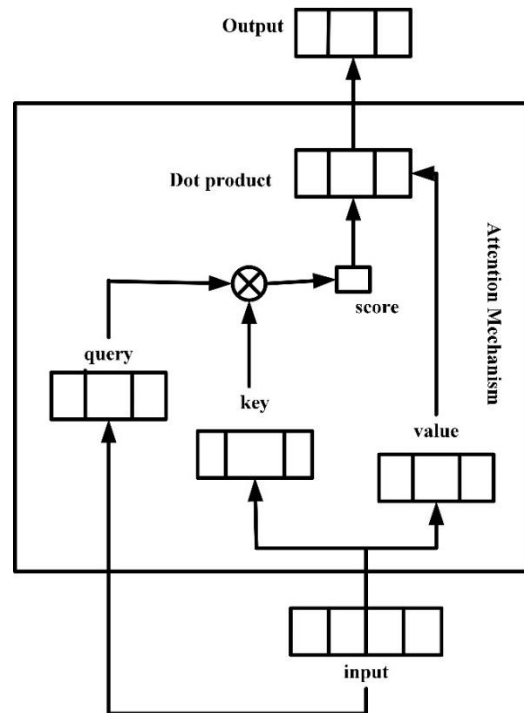 Output
Dot product
Attention Mechanism
score
query
key
value
input